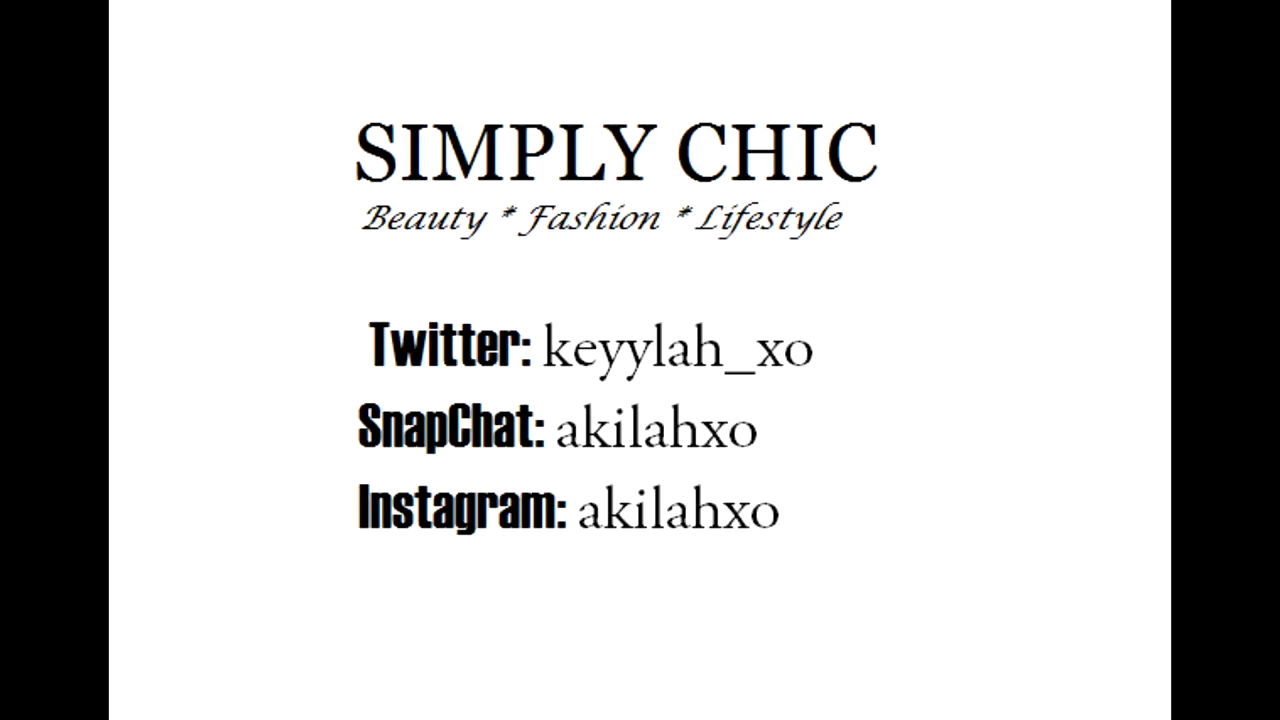 SIMPLY CHIC
Beauty * Fashion * Lifestyle
Twitter: keyylah_xo
SnapChat: akilahxo
Instagram: akilahxo